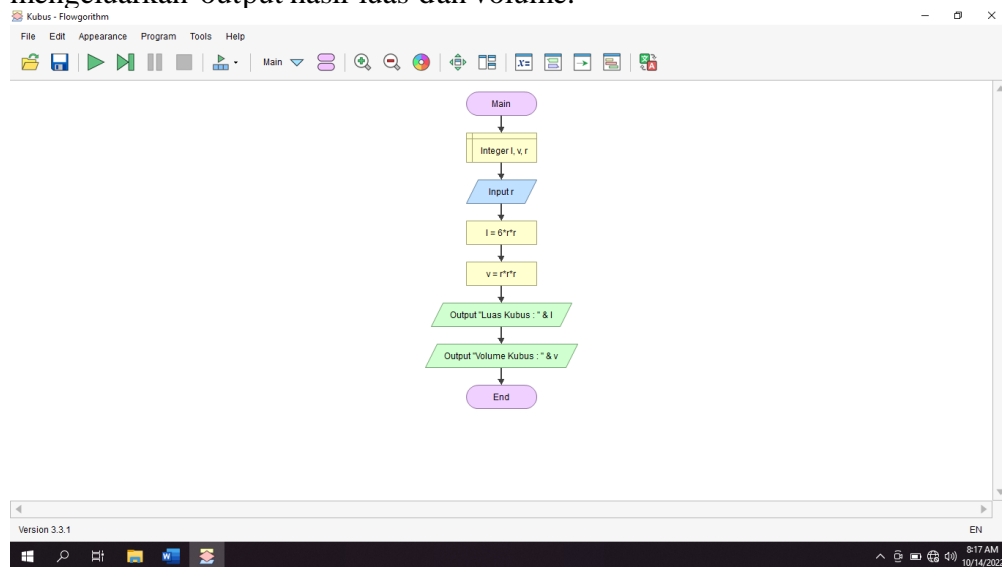 mengeluarkan output hasil luas dan volume.
Kubus - Flowgorithm
File Edit Appearance Program Tools Help
Main
x=
Main
Integer l, v, r
Input r
l = 6*r*r
v = r*r*r
Output "Luas Kubus : " & l
Output "Volume Kubus : " & v
End
Version 3.3.1
EN
8:17 AM